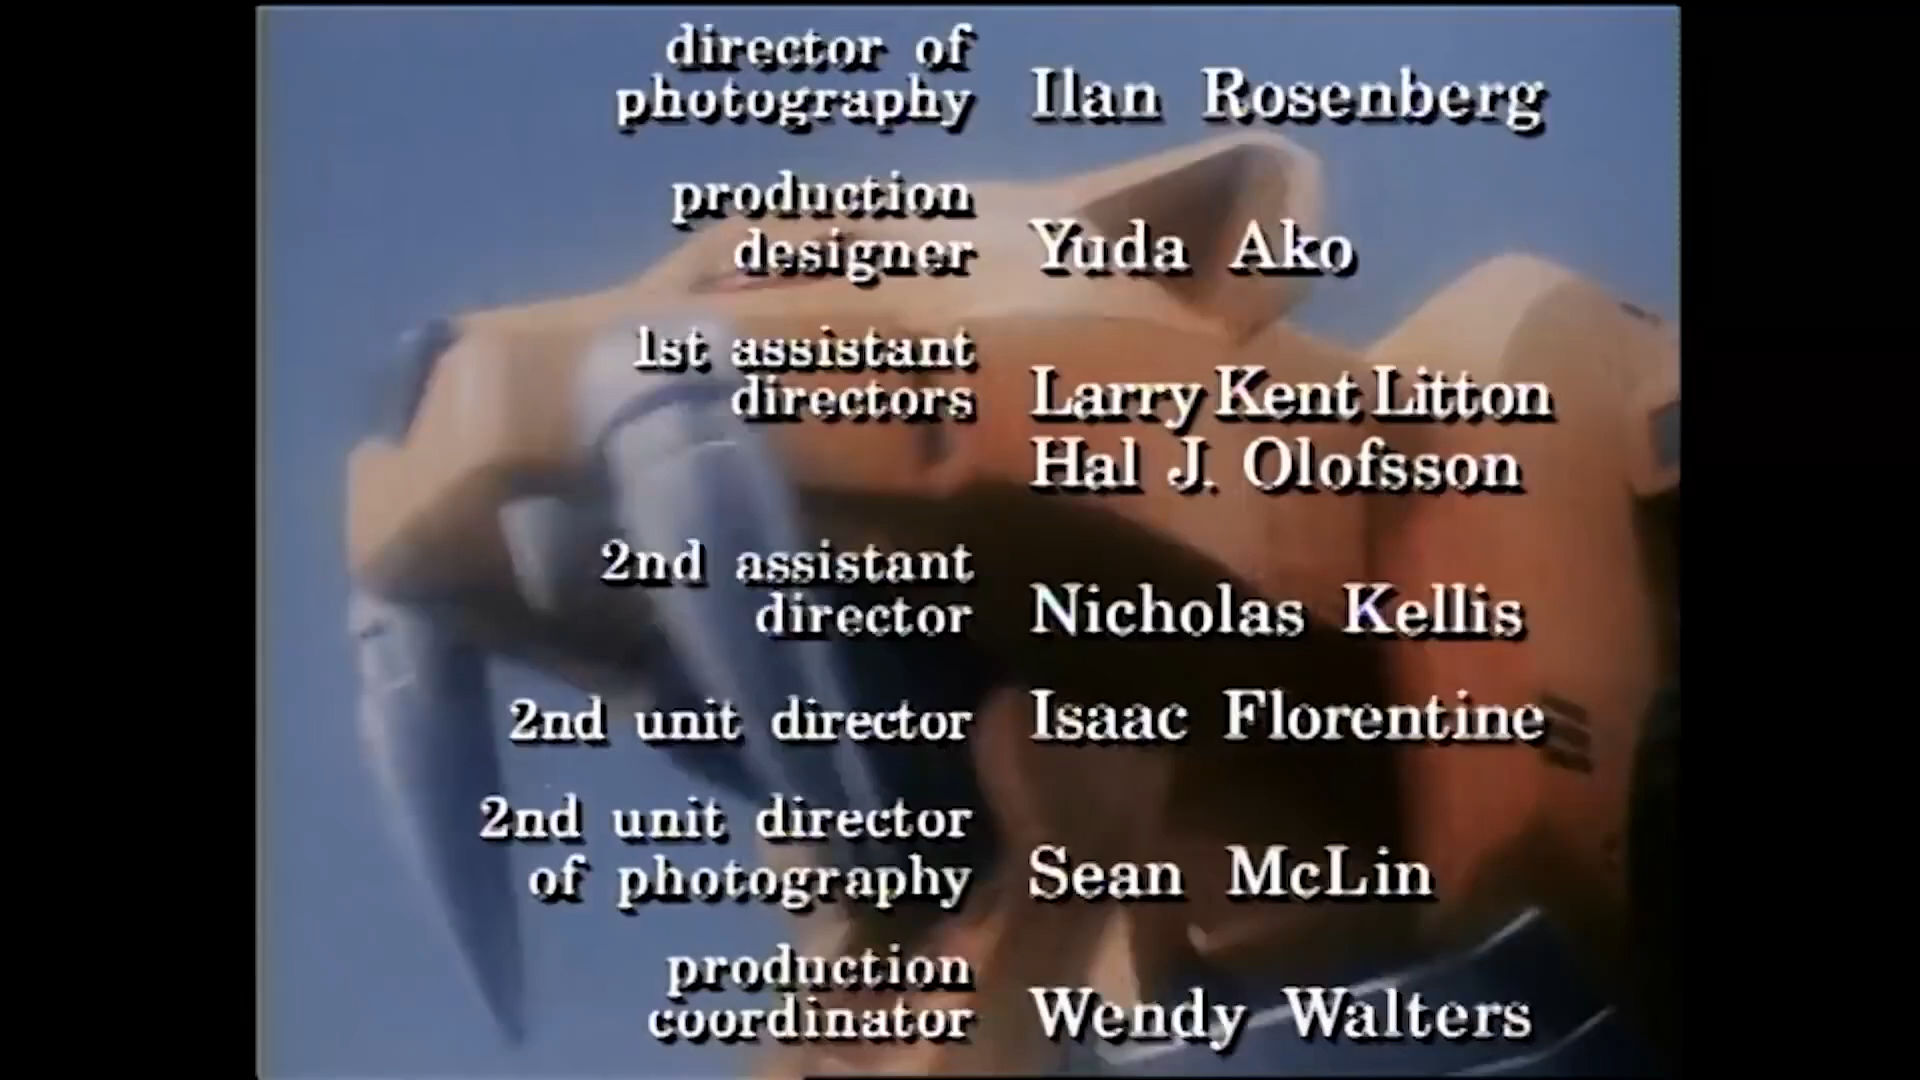 director of
photography Ilan Rosenberg
production
designer Yuda Ako
1st assistant
directors Larry Kent Litton
Hal J. Olofsson
2nd assistant
director Nicholas Kellis
2nd unit director Isaac Florentine
2nd unit director
of photography Sean McLin
production
coordinator Wendy Walters